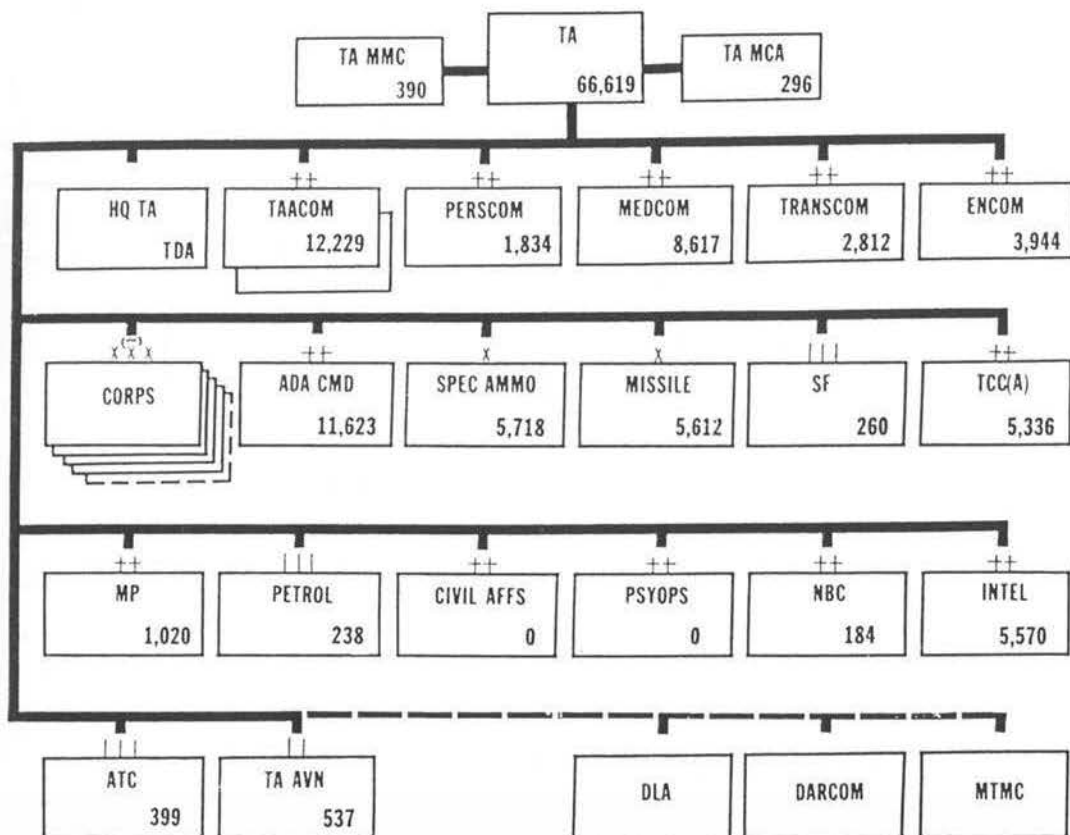 TA MMC
390
TA
66,619
TA MCA
296
HQ TA
TDA
++
TAACOM
12,229
++
PERSCOM
1,834
++
MEDCOM
8,617
++
TRANSCOM
2,812
++
ENCOM
3,944
(—)
X X X
CORPS
++
ADA CMD
11,623
X
SPEC AMMO
5,718
X
MISSILE
5,612
|||
SF
260
++
TCC(A)
5,336
++
MP
1,020
|||
PETROL
238
++
CIVIL AFFS
0
++
PSYOPS
0
++
NBC
184
++
INTEL
5,570
|||
ATC
399
||
TA AVN
537
DLA
DARCOM
MTMC